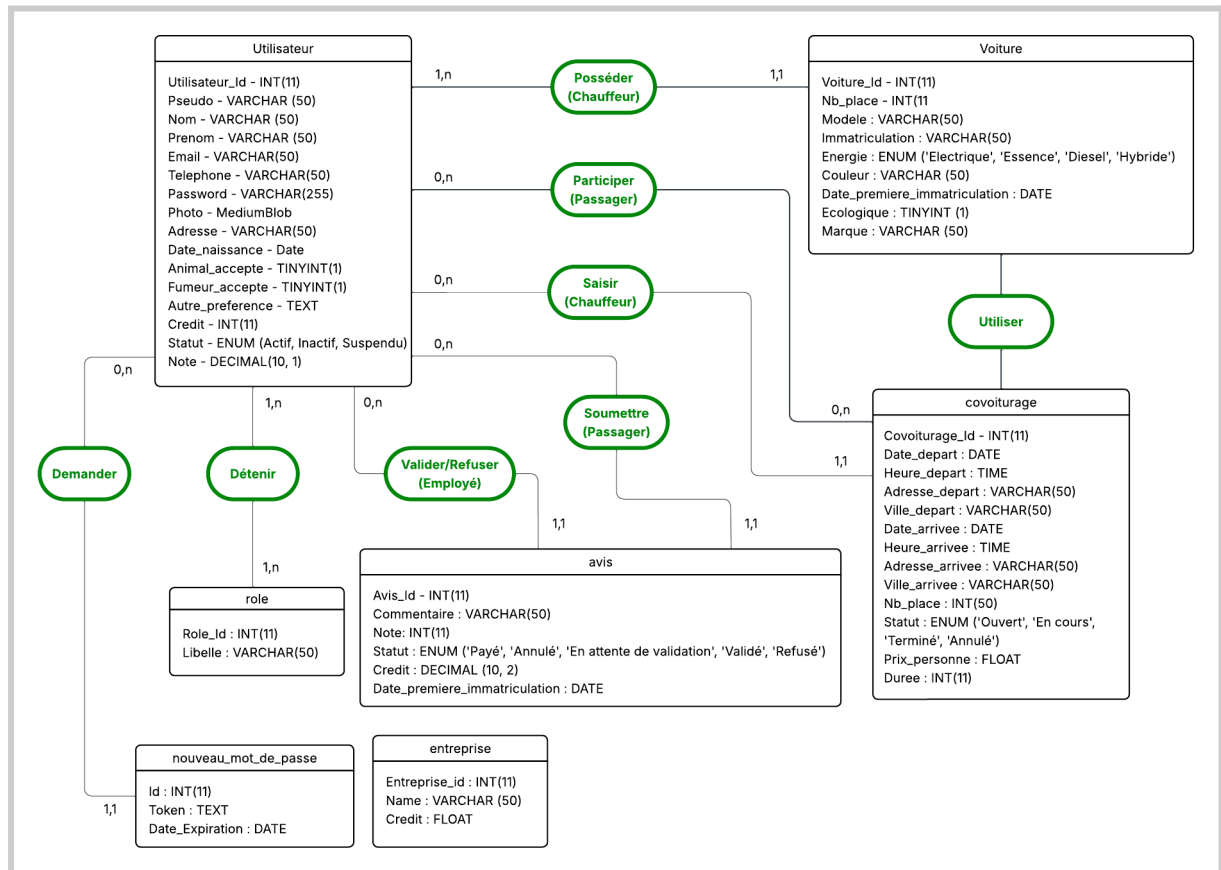 Utilisateur
Utilisateur_Id - INT(11)
Pseudo - VARCHAR (50)
Nom - VARCHAR (50)
Prenom - VARCHAR (50)
Email - VARCHAR(50)
Telephone - VARCHAR(50)
Password - VARCHAR(255)
Photo - MediumBlob
Adresse - VARCHAR(50)
Date_naissance - Date
Animal_accepte - TINYINT(1)
Fumeur_accepte - TINYINT(1)
Autre_preference - TEXT
Credit - INT(11)
Statut - ENUM (Actif, Inactif, Suspendu)
Note - DECIMAL(10, 1)
1,n
Posséder
(Chauffeur)
1,1
0,n
Participer
(Passager)
0,n
Saisir
(Chauffeur)
0,n
Soumettre
(Passager)
0,n
1,1
Voiture
Voiture_Id - INT(11)
Nb_place - INT(11
Modele : VARCHAR(50)
Immatriculation : VARCHAR(50)
Energie : ENUM ('Electrique', 'Essence', 'Diesel', 'Hybride')
Couleur : VARCHAR (50)
Date_premiere_immatriculation : DATE
Ecologique : TINYINT (1)
Marque : VARCHAR (50)
Utiliser
covoiturage
Covoiturage_Id - INT(11)
Date_depart : DATE
Heure_depart : TIME
Adresse_depart : VARCHAR(50)
Ville_depart : VARCHAR(50)
Date_arrivee : DATE
Heure_arrivee : TIME
Adresse_arrivee : VARCHAR(50)
Ville_arrivee : VARCHAR(50)
Nb_place : INT(50)
Statut : ENUM ('Ouvert', 'En cours',
'Terminé', 'Annulé')
Prix_personne : FLOAT
Duree : INT(11)
0,n
1,n
0,n
Demander
Détenir
Valider/Refuser
(Employé)
1,1
1,1
1,n
role
Role_Id : INT(11)
Libelle : VARCHAR(50)
avis
Avis_Id - INT(11)
Commentaire : VARCHAR(50)
Note: INT(11)
Statut : ENUM ('Payé', 'Annulé', 'En attente de validation', 'Validé', 'Refusé')
Credit : DECIMAL (10, 2)
Date_premiere_immatriculation : DATE
1,1
nouveau_mot_de_passe
Id : INT(11)
Token : TEXT
Date_Expiration : DATE
entreprise
Entreprise_id : INT(11)
Name : VARCHAR (50)
Credit : FLOAT